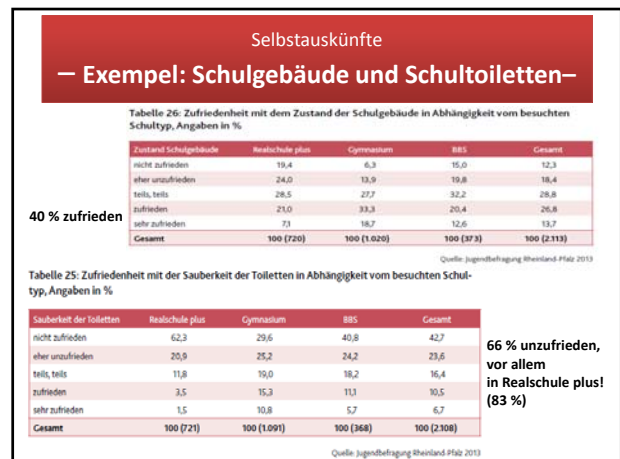 Selbstauskünfte
– Exempel: Schulgebäude und Schultoiletten–
Tabelle 26: Zufriedenheit mit dem Zustand der Schulgebäude in Abhängigkeit vom besuchten
Schultyp, Angaben in %
Zustand Schulgebäude Realschule plus Gymnasium BBS Gesamt
nicht zufrieden 19,4 6,3 15,0 12,3
eher unzufrieden 24,0 13,9 19,8 18,4
teils, teils 28,5 27,7 32,2 28,8
zufrieden 21,0 33,3 20,4 26,8
sehr zufrieden 7,1 18,7 12,6 13,7
Gesamt 100 (720) 100 (1.020) 100 (373) 100 (2.113)
40 % zufrieden
Quelle: Jugendbefragung Rheinland-Pfalz 2013
Tabelle 25: Zufriedenheit mit der Sauberkeit der Toiletten in Abhängigkeit vom besuchten Schul-
typ, Angaben in %
Sauberkeit der Toiletten Realschule plus Gymnasium BBS Gesamt
nicht zufrieden 62,3 29,6 40,8 42,7
eher unzufrieden 20,9 25,2 24,2 23,6
teils, teils 11,8 19,0 18,2 16,4
zufrieden 3,5 15,3 11,1 10,5
sehr zufrieden 1,5 10,8 5,7 6,7
Gesamt 100 (721) 100 (1.091) 100 (368) 100 (2.108)
66 % unzufrieden,
vor allem
in Realschule plus!
(83 %)
Quelle: Jugendbefragung Rheinland-Pfalz 2013